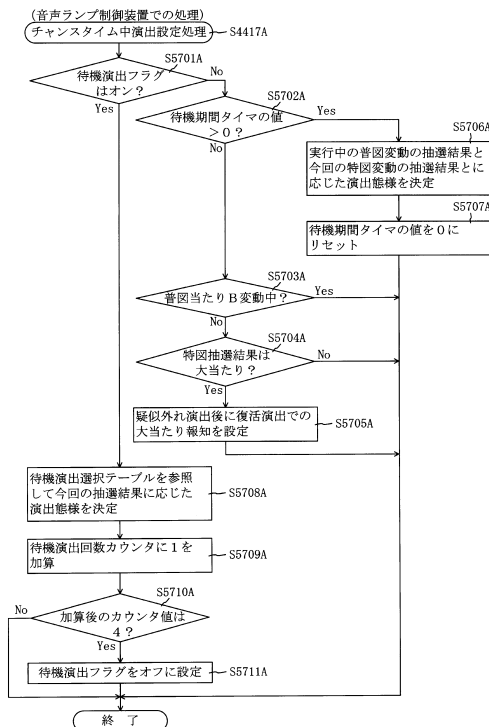 (音声ランプ制御装置での処理)
チャンスタイム中演出設定処理
S4417A
S5701A
待機演出フラグ
はオン?
No
Yes
S5702A
待機期間タイマの値
>0?
Yes
No
S5706A
実行中の普図変動の抽選結果と
今回の特図変動の抽選結果とに
応じた演出態様を決定
S5707A
待機期間タイマの値を0に
リセット
S5703A
普図当たりB変動中?
Yes
No
S5704A
特図抽選結果は
大当たり?
No
Yes
疑似外れ演出後に復活演出での
大当たり報知を設定
S5705A
待機演出選択テーブルを参照
して今回の抽選結果に応じた
演出態様を決定
S5708A
待機演出回数カウンタに1を
加算
S5709A
S5710A
加算後のカウンタ値は
4?
No
Yes
待機演出フラグをオフに設定
S5711A
終 了